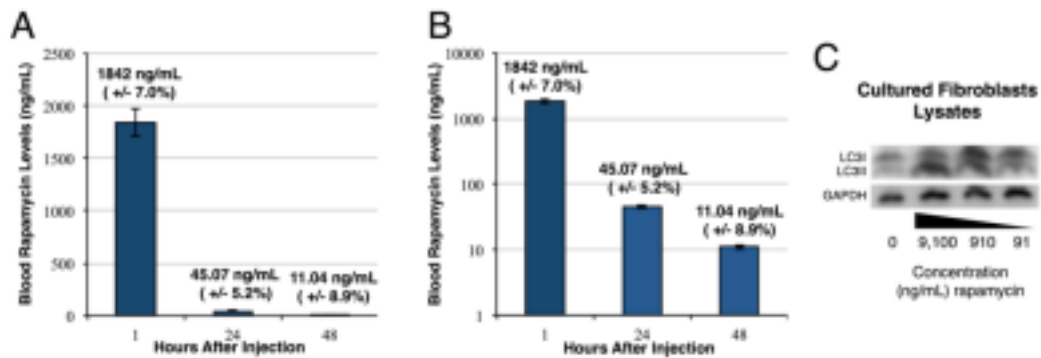 A
Blood Rapamycin Levels (ng/mL)
2500
2000
1500
1000
500
0
1842 ng/mL
( +/- 7.0%)
45.07 ng/mL
( +/- 5.2%)
11.04 ng/mL
( +/- 8.9%)
1 24 48
Hours After Injection
B
Blood Rapamycin Levels (ng/mL)
10000
1000
100
10
1
1842 ng/mL
( +/- 7.0%)
45.07 ng/mL
( +/- 5.2%)
11.04 ng/mL
( +/- 8.9%)
1 24 48
Hours After Injection
C
Cultured Fibroblasts
Lysates
LC3I
LC3II
GAPDH
0 9,100 910 91
Concentration
(ng/mL) rapamycin